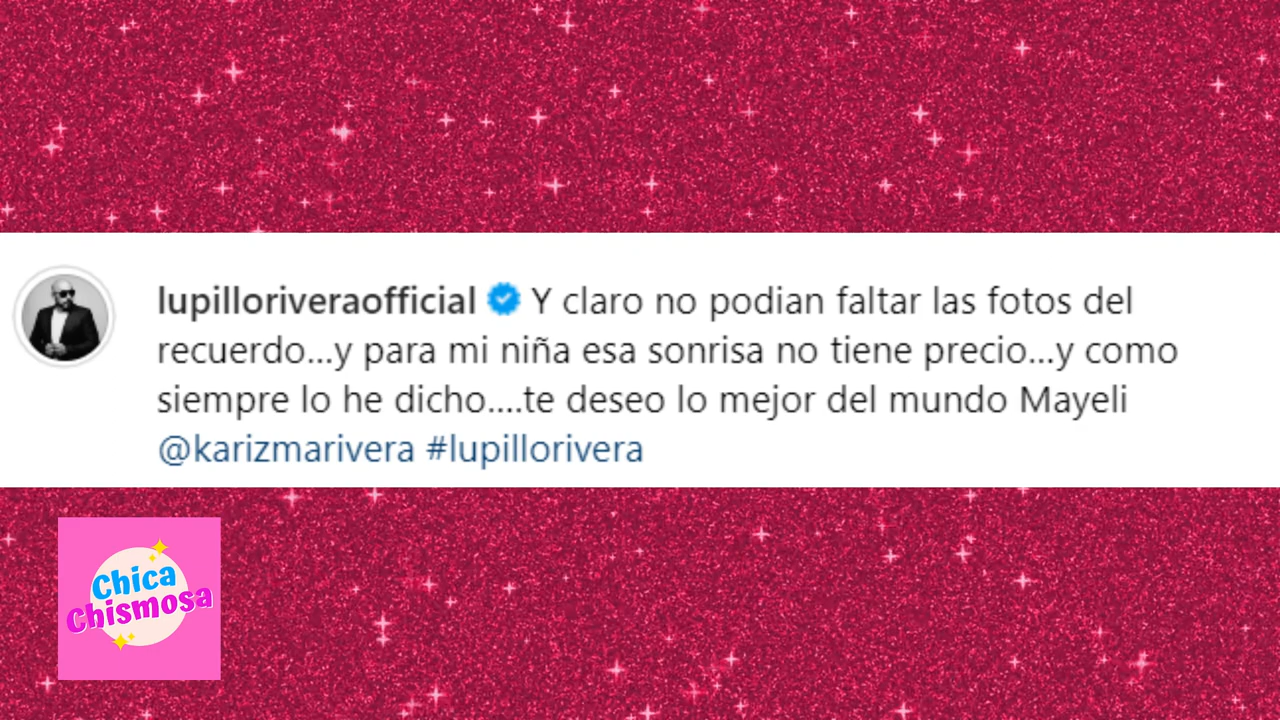 lupilloriveraofficial Y claro no podian faltar las fotos del
recuerdo...y para mi niña esa sonrisa no tiene precio...y como
siempre lo he dicho....te deseo lo mejor del mundo Mayeli
@karizmarivera #lupillorivera
Chica
Chismosa